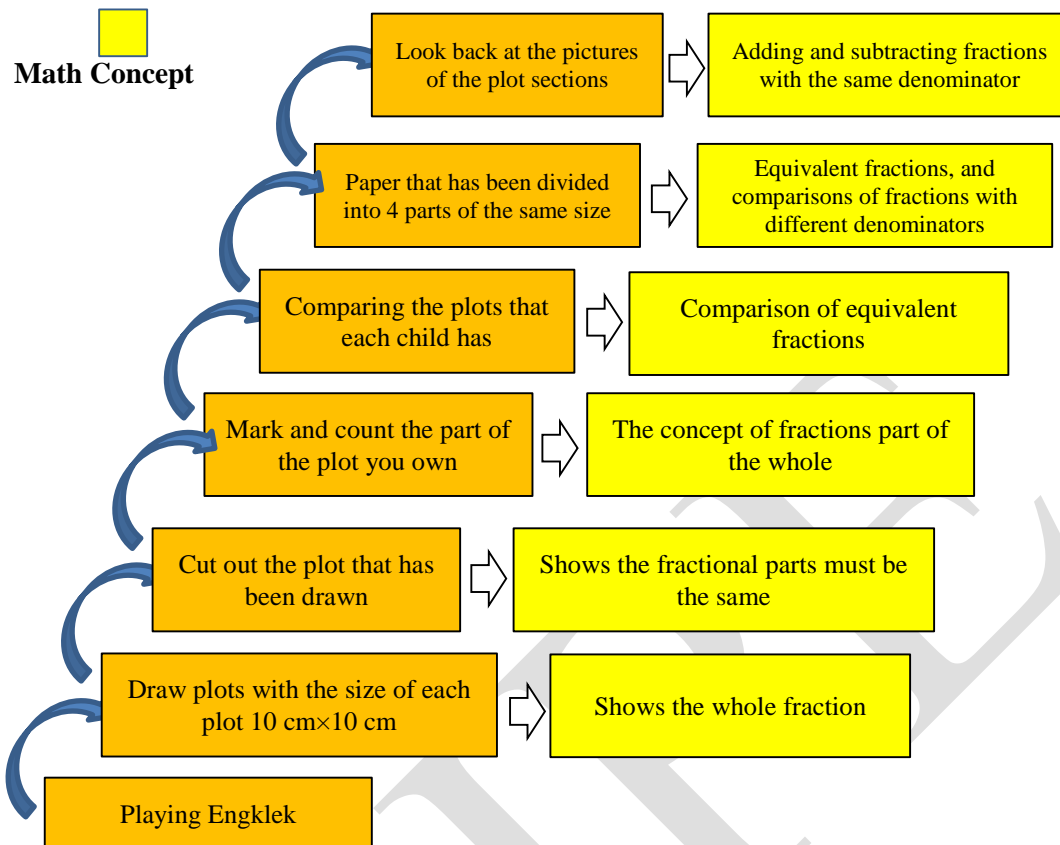 Math Concept
Look back at the pictures
of the plot sections
Adding and subtracting fractions
with the same denominator
Paper that has been divided
into 4 parts of the same size
Equivalent fractions, and
comparisons of fractions with
different denominators
Comparing the plots that
each child has
Comparison of equivalent
fractions
Mark and count the part of
the plot you own
The concept of fractions part of
the whole
Cut out the plot that has
been drawn
Shows the fractional parts must be
the same
Draw plots with the size of each
plot 10 cm×10 cm
Shows the whole fraction
Playing Engklek